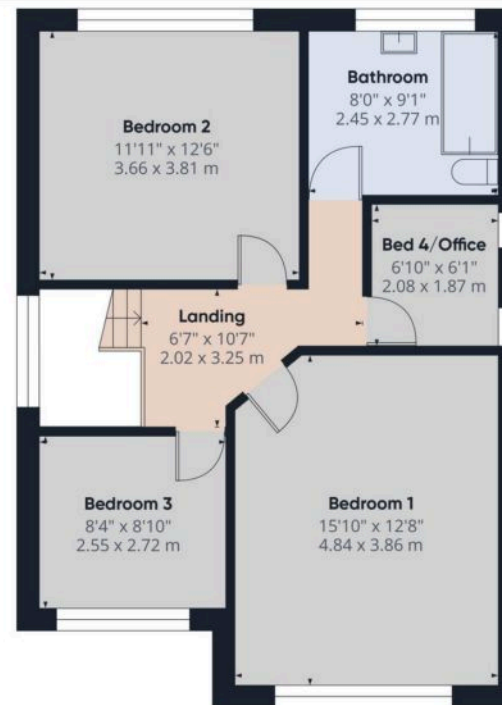 Bedroom 2
11'11" x 12'6"
3.66 x 3.81 m
Bathroom
8'0" x 9'1"
2.45 x 2.77 m
Bed 4/Office
6'10" x 6'1"
2.08 x 1.87 m
Landing
6'7" x 10'7"
2.02 x 3.25 m
Bedroom 3
8'4" x 8'10"
2.55 x 2.72 m
Bedroom 1
15'10" x 12'8"
4.84 x 3.86 m